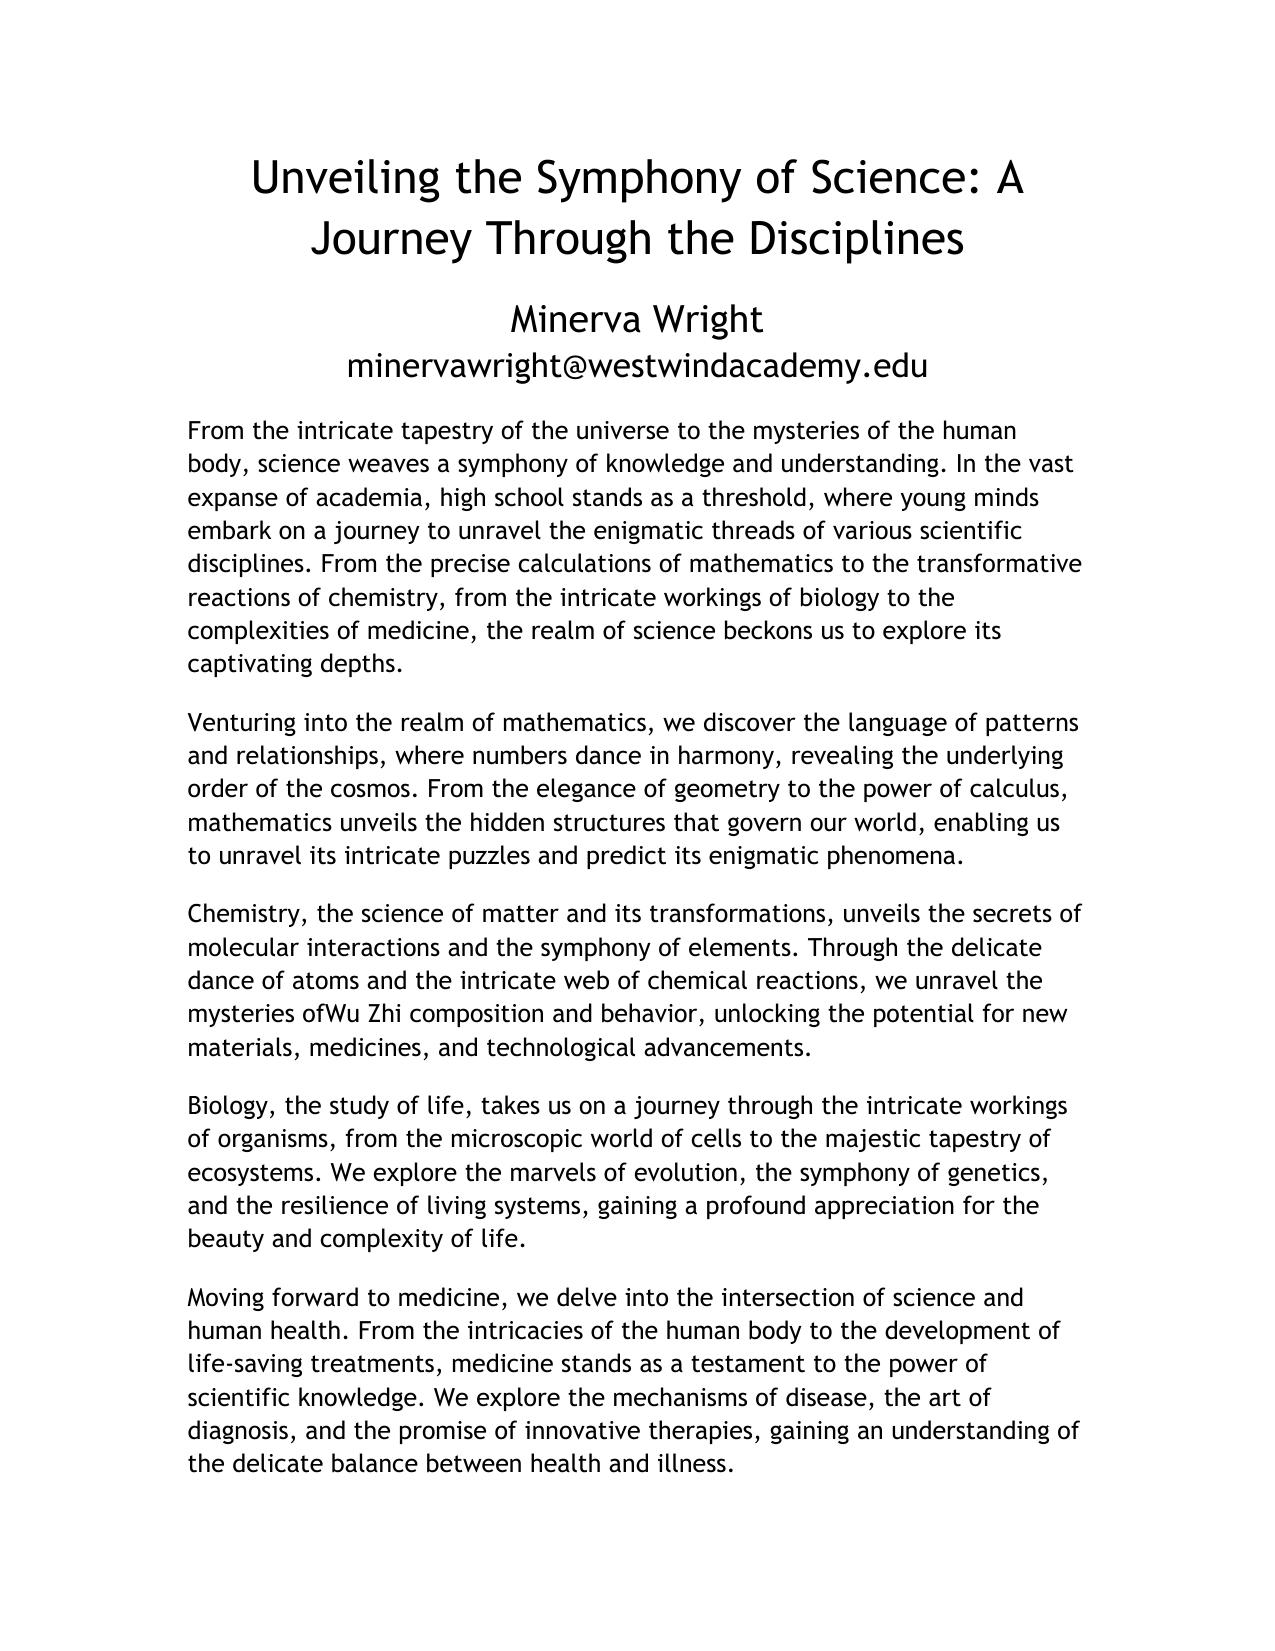 Unveiling the Symphony of Science: A
Journey Through the Disciplines
Minerva Wright
minervawright@westwindacademy.edu
From the intricate tapestry of the universe to the mysteries of the human
body, science weaves a symphony of knowledge and understanding. In the vast
expanse of academia, high school stands as a threshold, where young minds
embark on a journey to unravel the enigmatic threads of various scientific
disciplines. From the precise calculations of mathematics to the transformative
reactions of chemistry, from the intricate workings of biology to the
complexities of medicine, the realm of science beckons us to explore its
captivating depths.
Venturing into the realm of mathematics, we discover the language of patterns
and relationships, where numbers dance in harmony, revealing the underlying
order of the cosmos. From the elegance of geometry to the power of calculus,
mathematics unveils the hidden structures that govern our world, enabling us
to unravel its intricate puzzles and predict its enigmatic phenomena.
Chemistry, the science of matter and its transformations, unveils the secrets of
molecular interactions and the symphony of elements. Through the delicate
dance of atoms and the intricate web of chemical reactions, we unravel the
mysteries ofWu Zhi composition and behavior, unlocking the potential for new
materials, medicines, and technological advancements.
Biology, the study of life, takes us on a journey through the intricate workings
of organisms, from the microscopic world of cells to the majestic tapestry of
ecosystems. We explore the marvels of evolution, the symphony of genetics,
and the resilience of living systems, gaining a profound appreciation for the
beauty and complexity of life.
Moving forward to medicine, we delve into the intersection of science and
human health. From the intricacies of the human body to the development of
life-saving treatments, medicine stands as a testament to the power of
scientific knowledge. We explore the mechanisms of disease, the art of
diagnosis, and the promise of innovative therapies, gaining an understanding of
the delicate balance between health and illness.